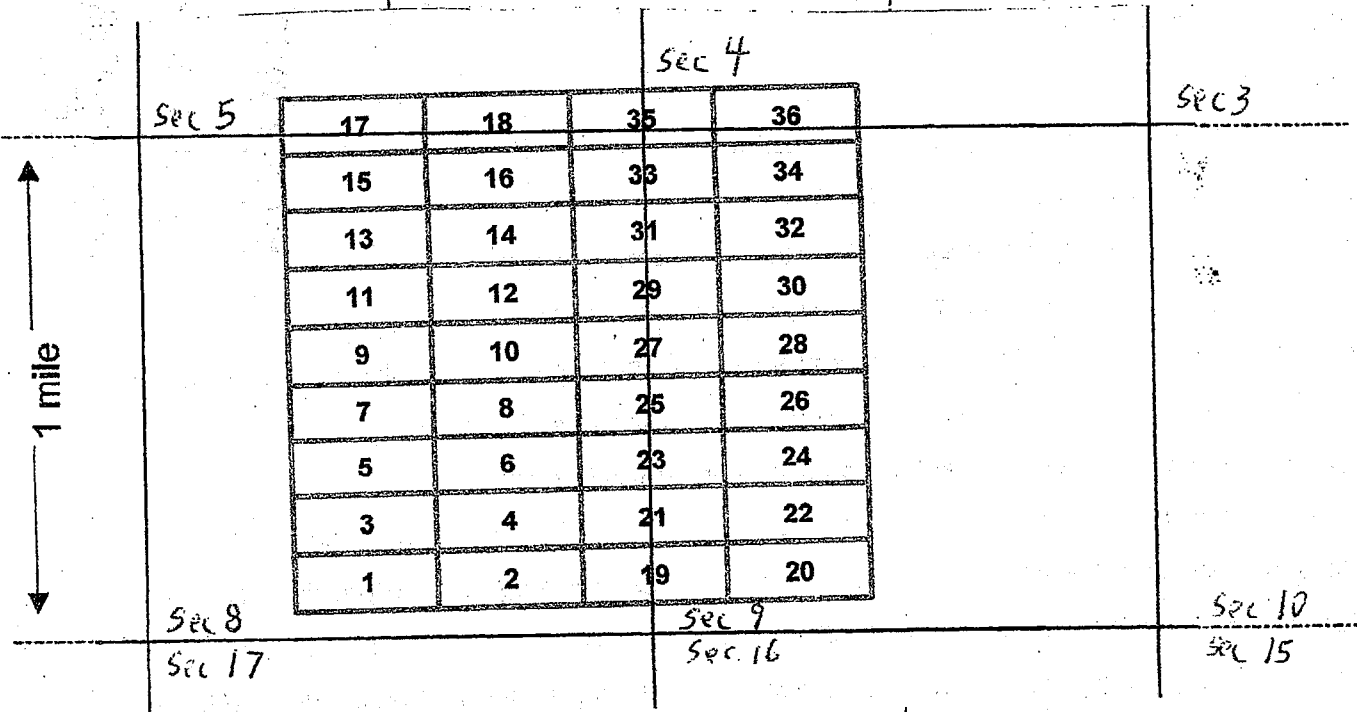 Sec 4
Sec 5
Sec 3
17 18 35 36
15 16 33 34
13 14 31 32
11 12 29 30
9 10 27 28
7 8 25 26
5 6 23 24
3 4 21 22
1 2 19 20
1 mile
Sec 8
Sec 9
Sec 10
Sec 17
Sec. 16
Sec 15